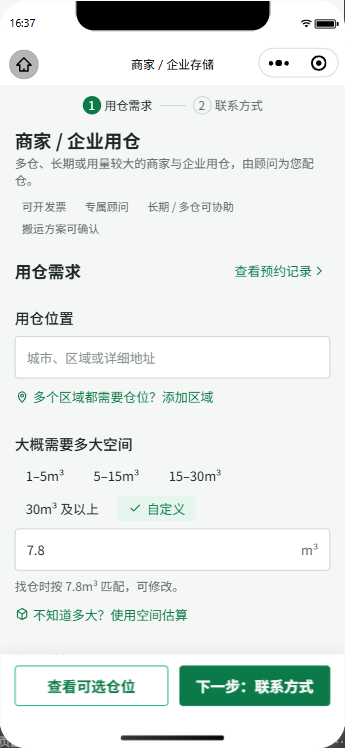 16:37
商家 / 企业存储
1 用仓需求 2 联系方式
商家 / 企业用仓
多仓、长期或用量较大的商家与企业用仓，由顾问为您配
仓。
可开发票 专属顾问 长期 / 多仓可协助
搬运方案可确认
用仓需求 查看预约记录
用仓位置
城市、区域或详细地址
多个区域都需要仓位？添加区域
大概需要多大空间
1–5m³ 5–15m³ 15–30m³
30m³ 及以上 自定义
7.8 m³
找仓时按 7.8m³ 匹配，可修改。
不知道多大？使用空间估算
查看可选仓位 下一步：联系方式